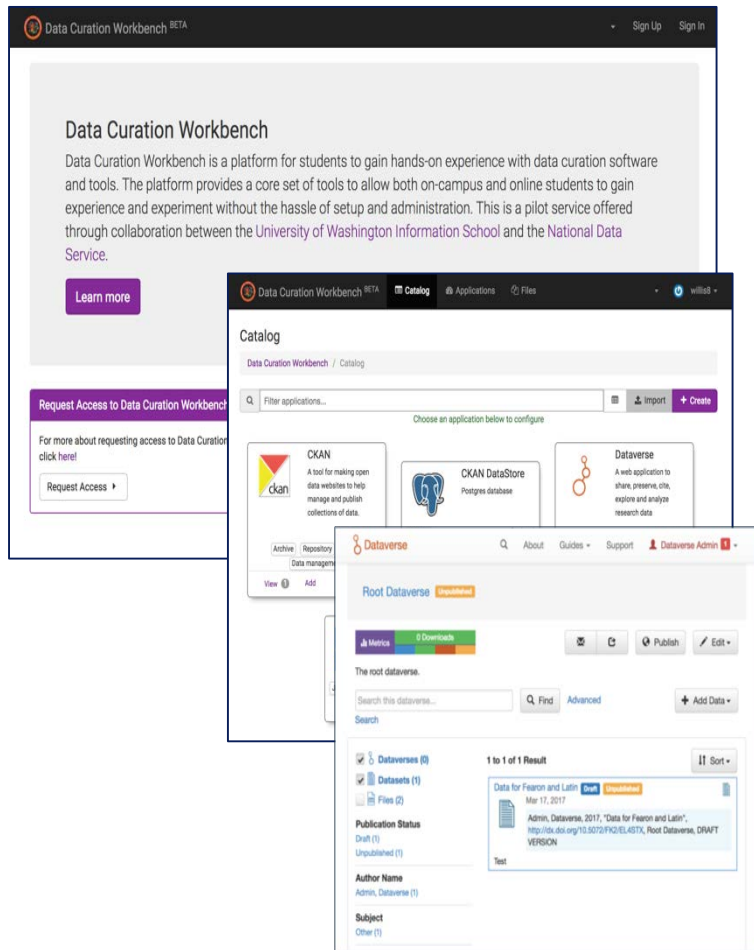 Data Curation Workbench BETA
Sign Up Sign In
Data Curation Workbench
Data Curation Workbench is a platform for students to gain hands-on experience with data curation software
and tools. The platform provides a core set of tools to allow both on-campus and online students to gain
experience and experiment without the hassle of setup and administration. This is a pilot service offered
through collaboration between the University of Washington Information School and the National Data
Service.
Learn more
Request Access to Data Curation Workbench
For more about requesting access to Data Curation
click here!
Request Access
Data Curation Workbench BETA Catalog Applications Files willis8
Catalog
Data Curation Workbench / Catalog
Filter applications... Import + Create
Choose an application below to configure
ckan
CKAN
A tool for making open
data websites to help
manage and publish
collections of data.
Archive Repository
Data management
View 1 Add
CKAN DataStore
Postgres database
Dataverse
A web application to
share, preserve, cite,
explore and analyze
research data
Dataverse About Guides Support Dataverse Admin 1
Root Dataverse Unpublished
Metrics 0 Downloads Publish Edit
The root dataverse.
Search this dataverse... Find Advanced + Add Data
Search
Dataverses (0)
Datasets (1)
Files (2)
Publication Status
Draft (1)
Unpublished (1)
Author Name
Admin, Dataverse (1)
Subject
Other (1)
1 to 1 of 1 Result Sort
Data for Fearon and Latin Draft Unpublished
Mar 17, 2017
Admin, Dataverse, 2017, "Data for Fearon and Latin",
http://dx.doi.org/10.5072/FK2/EL4STX, Root Dataverse, DRAFT
VERSION
Test